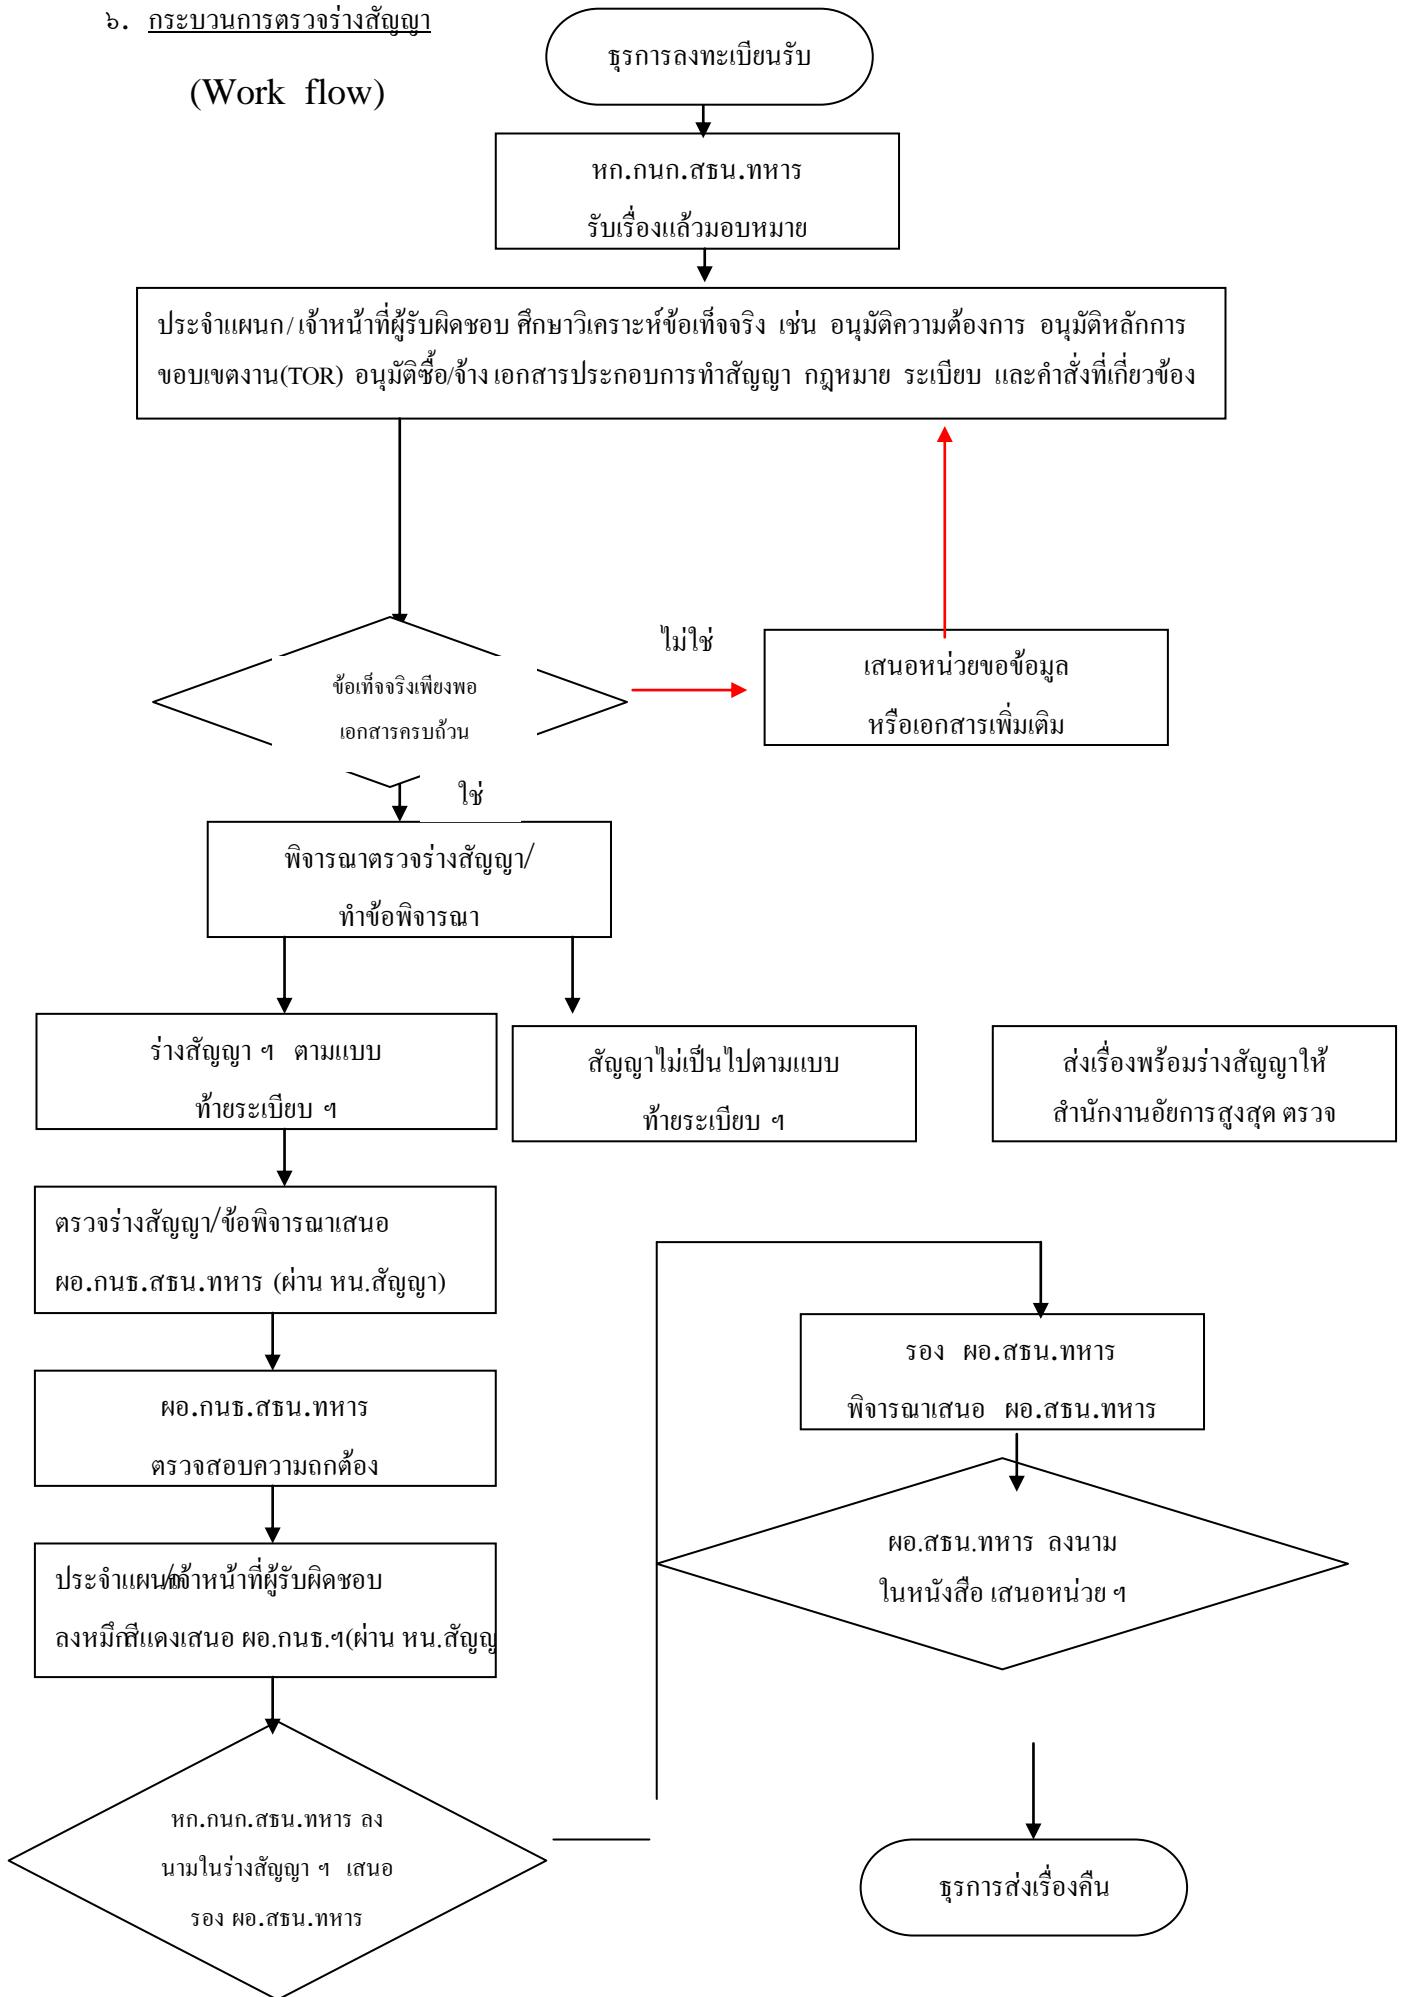 ๖. กระบวนการตรวจร่างสัญญา
(Work flow)
ธุรการลงทะเบียนรับ
หก.กนก.สธน.ทหาร
รับเรื่องแล้วมอบหมาย
ประจำแผนก/เจ้าหน้าที่ผู้รับผิดชอบ ศึกษาวิเคราะห์ข้อเท็จจริง เช่น อนุมัติความต้องการ อนุมัติหลักการ
ขอบเขตงาน(TOR) อนุมัติซื้อ/จ้าง เอกสารประกอบการทำสัญญา กฎหมาย ระเบียบ และคำสั่งที่เกี่ยวข้อง
ข้อเท็จจริงเพียงพอ
เอกสารครบถ้วน
ไม่ใช่
เสนอหน่วยขอข้อมูล
หรือเอกสารเพิ่มเติม
ใช่
พิจารณาตรวจร่างสัญญา/
ทำข้อพิจารณา
ร่างสัญญา ฯ ตามแบบ
ท้ายระเบียบ ฯ
สัญญาไม่เป็นไปตามแบบ
ท้ายระเบียบ ฯ
ส่งเรื่องพร้อมร่างสัญญาให้
สำนักงานอัยการสูงสุด ตรวจ
ตรวจร่างสัญญา/ข้อพิจารณาเสนอ
ผอ.กนธ.สธน.ทหาร (ผ่าน หน.สัญญา)
ผอ.กนธ.สธน.ทหาร
ตรวจสอบความถกต้อง
ประจำแผนก/เจ้าหน้าที่ผู้รับผิดชอบ
ลงหมึกสีแดงเสนอ ผอ.กนธ.ฯ(ผ่าน หน.สัญญ
หก.กนก.สธน.ทหาร ลง
นามในร่างสัญญา ฯ เสนอ
รอง ผอ.สธน.ทหาร
รอง ผอ.สธน.ทหาร
พิจารณาเสนอ ผอ.สธน.ทหาร
ผอ.สธน.ทหาร ลงนาม
ในหนังสือ เสนอหน่วย ฯ
ธุรการส่งเรื่องคืน